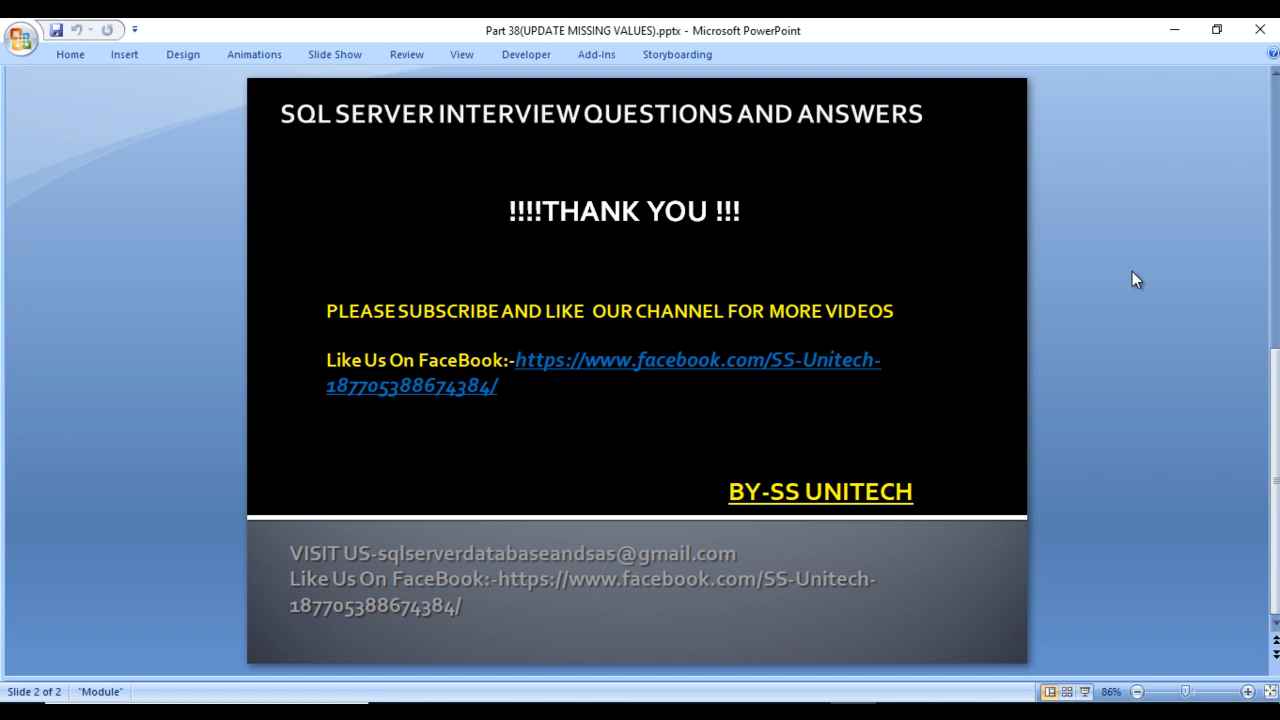 Part 38(UPDATE MISSING VALUES).pptx - Microsoft PowerPoint
Home Insert Design Animations Slide Show Review View Developer Add-Ins Storyboarding
SQL SERVER INTERVIEW QUESTIONS AND ANSWERS
!!!!THANK YOU !!!
PLEASE SUBSCRIBE AND LIKE OUR CHANNEL FOR MORE VIDEOS
Like Us On FaceBook:-https://www.facebook.com/SS-Unitech-
187705388674384/
BY-SS UNITECH
VISIT US-sqlserverdatabaseandsas@gmail.com
Like Us On FaceBook:-https://www.facebook.com/SS-Unitech-
187705388674384/
Slide 2 of 2 "Module" 86%